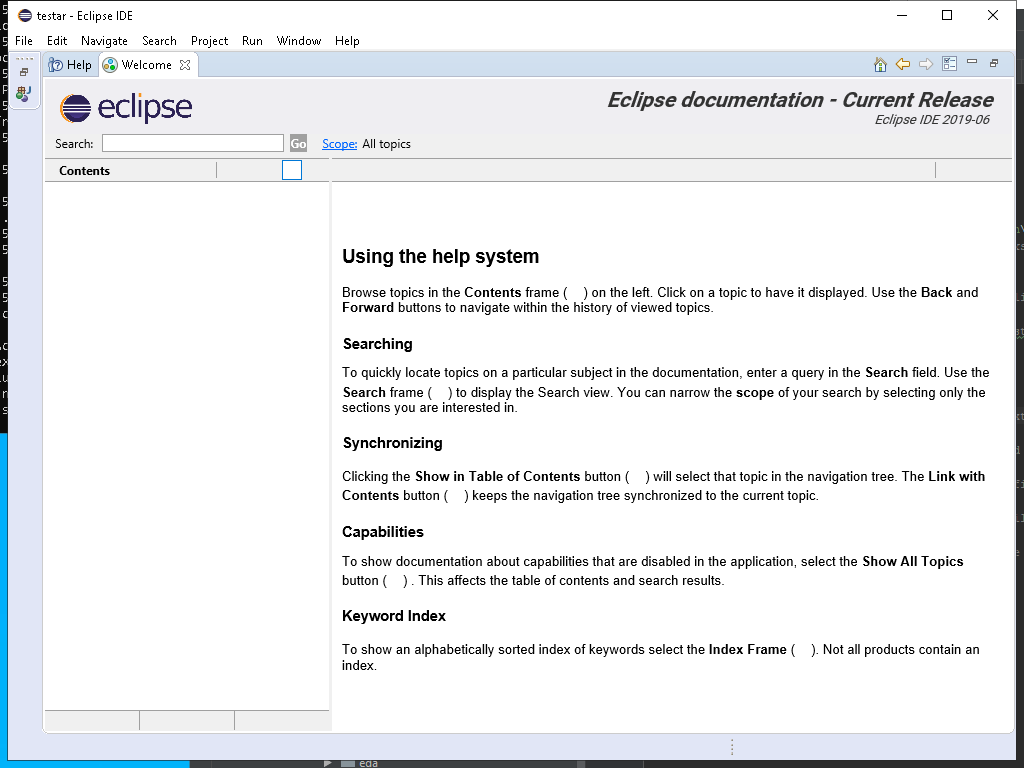 testar - Eclipse IDE
File Edit Navigate Search Project Run Window Help
Help Welcome
eclipse
Eclipse documentation - Current Release
Eclipse IDE 2019-06
Search: Go Scope: All topics
Contents
Using the help system
Browse topics in the Contents frame ( ) on the left. Click on a topic to have it displayed. Use the Back and
Forward buttons to navigate within the history of viewed topics.
Searching
To quickly locate topics on a particular subject in the documentation, enter a query in the Search field. Use the
Search frame ( ) to display the Search view. You can narrow the scope of your search by selecting only the
sections you are interested in.
Synchronizing
Clicking the Show in Table of Contents button ( ) will select that topic in the navigation tree. The Link with
Contents button ( ) keeps the navigation tree synchronized to the current topic.
Capabilities
To show documentation about capabilities that are disabled in the application, select the Show All Topics
button ( ) . This affects the table of contents and search results.
Keyword Index
To show an alphabetically sorted index of keywords select the Index Frame ( ). Not all products contain an
index.
eda